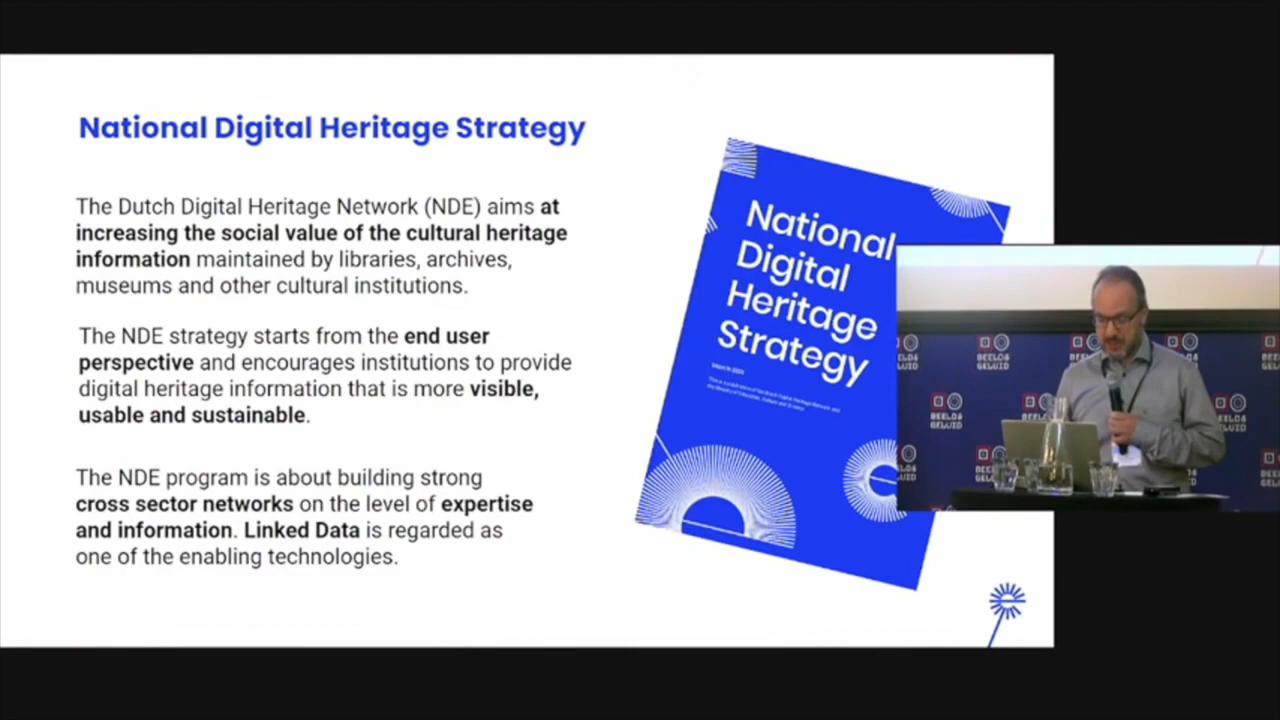 National Digital Heritage Strategy
The Dutch Digital Heritage Network (NDE) aims at
increasing the social value of the cultural heritage
information maintained by libraries, archives,
museums and other cultural institutions.
The NDE strategy starts from the end user
perspective and encourages institutions to provide
digital heritage information that is more visible,
usable and sustainable.
The NDE program is about building strong
cross sector networks on the level of expertise
and information. Linked Data is regarded as
one of the enabling technologies.
National
Digital
Heritage
Strategy
BEELD&
GELUID
BEELD&
GELUID
BEELD&
GELUID